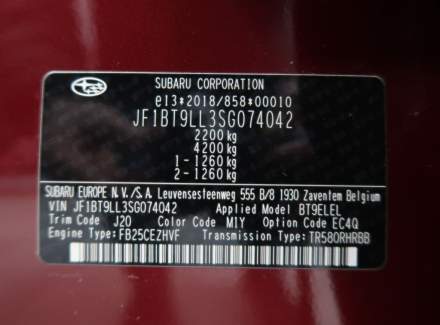 SUBARU CORPORATION
e13*2018/858*00010
JF1BT9LL3SG074042
2200 kg
4200 kg
1 - 1260 kg
2 - 1260 kg
SUBARU EUROPE N.V./S.A. Leuvensesteenweg 555 B/8 1930 Zaventem Belgium
VIN JF1BT9LL3SG074042 Applied Model BT9ELEL
Trim Code J20 Color M1Y Option Code EC4Q
Engine Type: FB25CEZHVF Transmission Type: TR580RHRBB